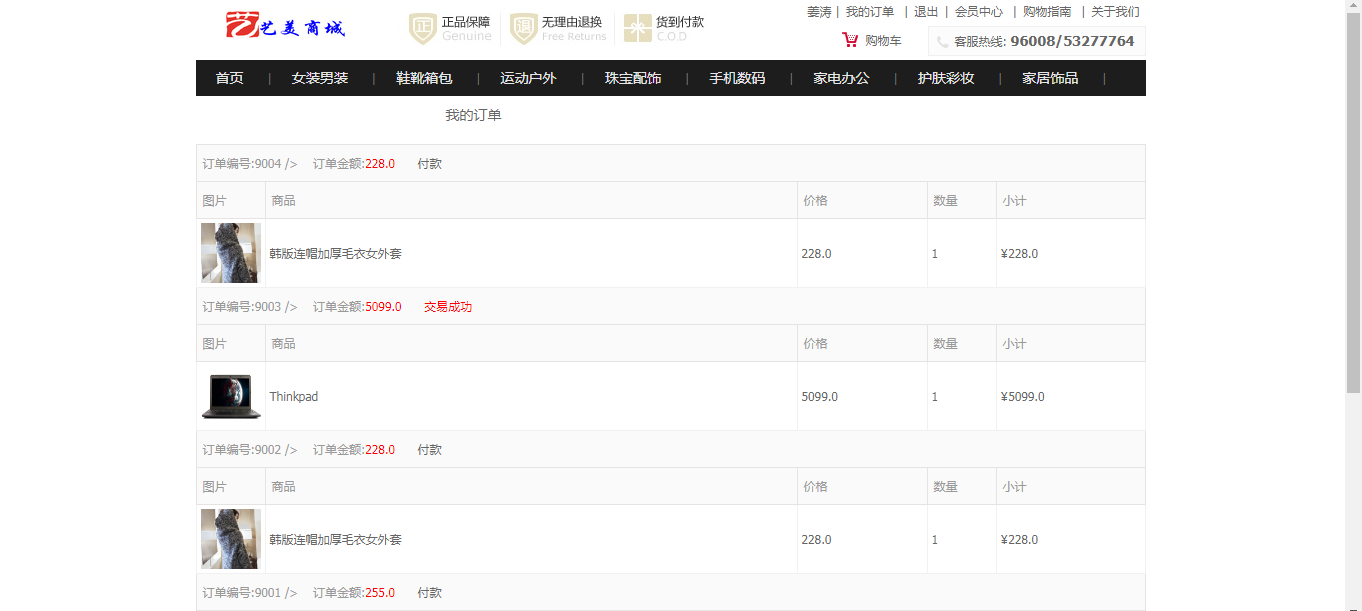 艺艺美商城
正品保障 Genuine
无理由退换 Free Returns
货到付款 C.O.D
姜涛 | 我的订单 | 退出 | 会员中心 | 购物指南 | 关于我们
购物车 客服热线: 96008/53277764
首页 | 女装男装 | 鞋靴箱包 | 运动户外 | 珠宝配饰 | 手机数码 | 家电办公 | 护肤彩妆 | 家居饰品 |
我的订单
订单编号:9004 /> 订单金额:228.0 付款
图片 商品 价格 数量 小计
韩版连帽加厚毛衣女外套 228.0 1 ¥228.0
订单编号:9003 /> 订单金额:5099.0 交易成功
图片 商品 价格 数量 小计
Thinkpad 5099.0 1 ¥5099.0
订单编号:9002 /> 订单金额:228.0 付款
图片 商品 价格 数量 小计
韩版连帽加厚毛衣女外套 228.0 1 ¥228.0
订单编号:9001 /> 订单金额:255.0 付款